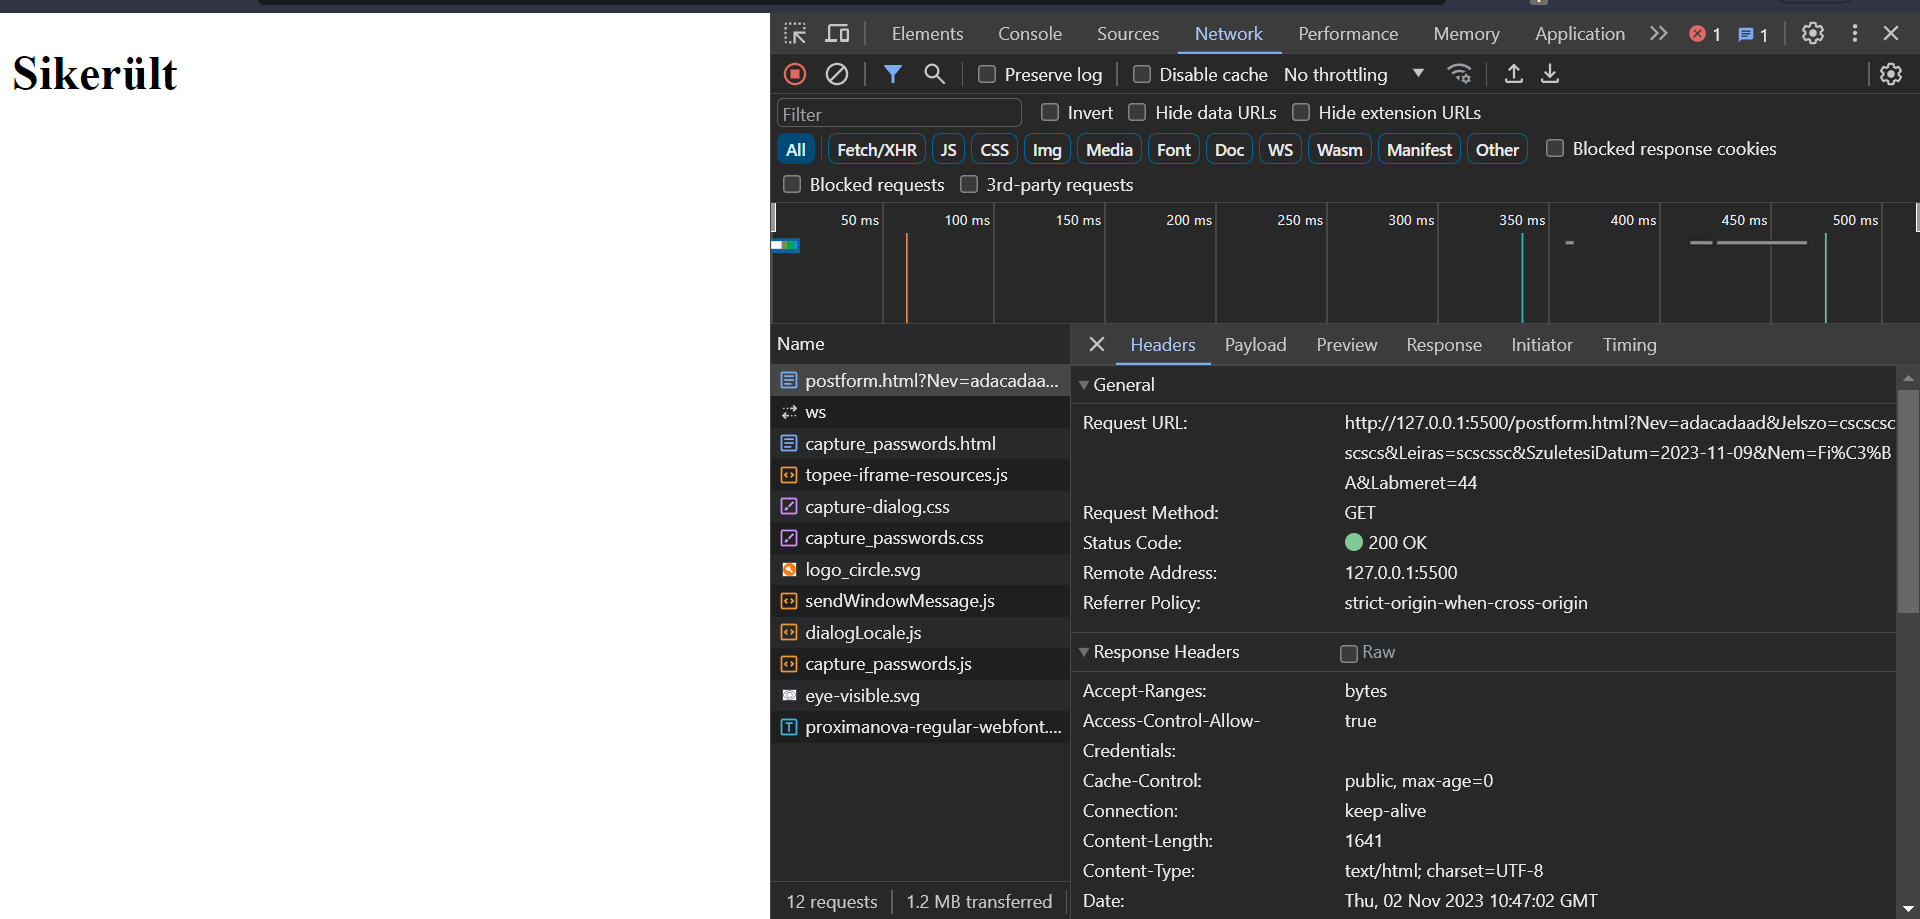 Sikerült
Elements Console Sources Network Performance Memory Application 1 1
Preserve log Disable cache No throttling
Filter Invert Hide data URLs Hide extension URLs
All Fetch/XHR JS CSS Img Media Font Doc WS Wasm Manifest Other Blocked response cookies
Blocked requests 3rd-party requests
50 ms 100 ms 150 ms 200 ms 250 ms 300 ms 350 ms 400 ms 450 ms 500 ms
Name
postform.html?Nev=adacadaa...
ws
capture_passwords.html
topee-iframe-resources.js
capture-dialog.css
capture_passwords.css
logo_circle.svg
sendWindowMessage.js
dialogLocale.js
capture_passwords.js
eye-visible.svg
proximanova-regular-webfont....
12 requests 1.2 MB transferred
Headers Payload Preview Response Initiator Timing
General
Request URL: http://127.0.0.1:5500/postform.html?Nev=adacadaad&Jelszo=cscscsc
scscs&Leiras=scscssc&SzuletesiDatum=2023-11-09&Nem=Fi%C3%B
A&Labmeret=44
Request Method: GET
Status Code: 200 OK
Remote Address: 127.0.0.1:5500
Referrer Policy: strict-origin-when-cross-origin
Response Headers Raw
Accept-Ranges: bytes
Access-Control-Allow- true
Credentials:
Cache-Control: public, max-age=0
Connection: keep-alive
Content-Length: 1641
Content-Type: text/html; charset=UTF-8
Date: Thu, 02 Nov 2023 10:47:02 GMT